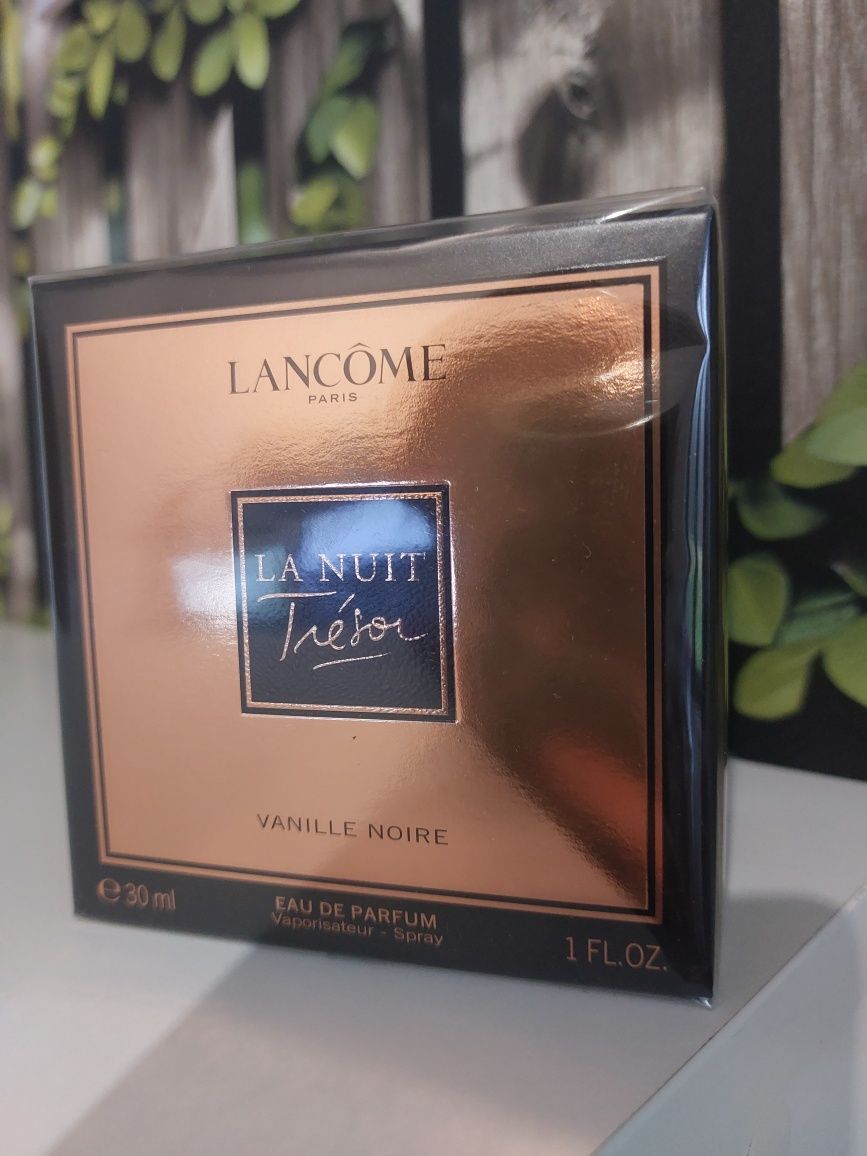 LANCÔME
PARIS
LA NUIT
Trésor
VANILLE NOIRE
℮ 30 ml
EAU DE PARFUM
Vaporisateur - Spray
1 FL.OZ.